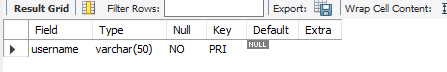 Result Grid Filter Rows: Export: Wrap Cell Content:
Field Type Null Key Default Extra
username varchar(50) NO PRI NULL